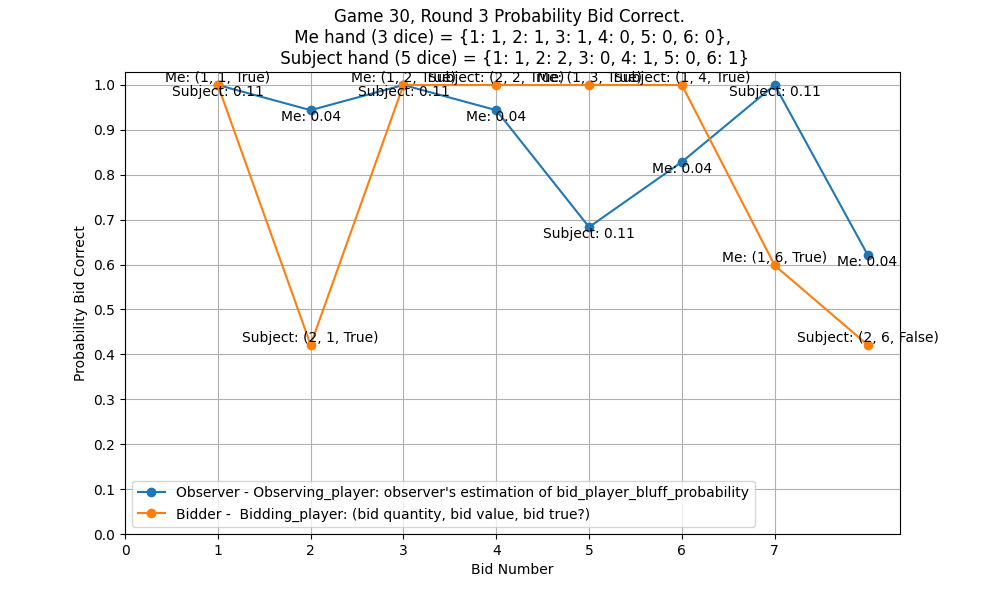 Game 30, Round 3 Probability Bid Correct.
Me hand (3 dice) = {1: 1, 2: 1, 3: 1, 4: 0, 5: 0, 6: 0},
Subject hand (5 dice) = {1: 1, 2: 2, 3: 0, 4: 1, 5: 0, 6: 1}
Me: (1, 1, True)
Me: (1, 2, True)
Subject: (2, 2, True)
Me: (1, 3, True)
Subject: (1, 4, True)
Subject: 0.11
Subject: 0.11
Subject: 0.11
Me: 0.04
Me: 0.04
Me: 0.04
Subject: 0.11
Me: (1, 6, True)
Me: 0.04
Subject: (2, 1, True)
Subject: (2, 6, False)
1.0
0.9
0.8
0.7
0.6
0.5
0.4
0.3
0.2
0.1
0.0
Probability Bid Correct
Observer - Observing_player: observer's estimation of bid_player_bluff_probability
Bidder -  Bidding_player: (bid quantity, bid value, bid true?)
0 1 2 3 4 5 6 7
Bid Number